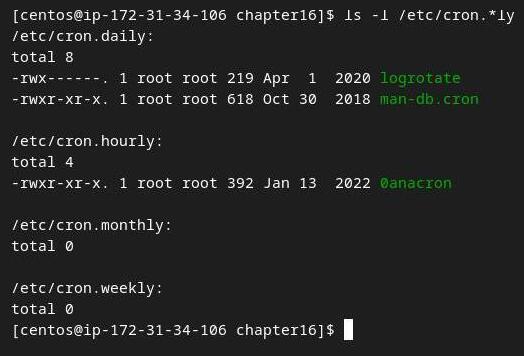 [centos@ip-172-31-34-106 chapter16]$ ls -l /etc/cron.*ly
/etc/cron.daily:
total 8
-rwx------. 1 root root 219 Apr  1  2020 logrotate
-rwxr-xr-x. 1 root root 618 Oct 30  2018 man-db.cron

/etc/cron.hourly:
total 4
-rwxr-xr-x. 1 root root 392 Jan 13  2022 0anacron

/etc/cron.monthly:
total 0

/etc/cron.weekly:
total 0
[centos@ip-172-31-34-106 chapter16]$